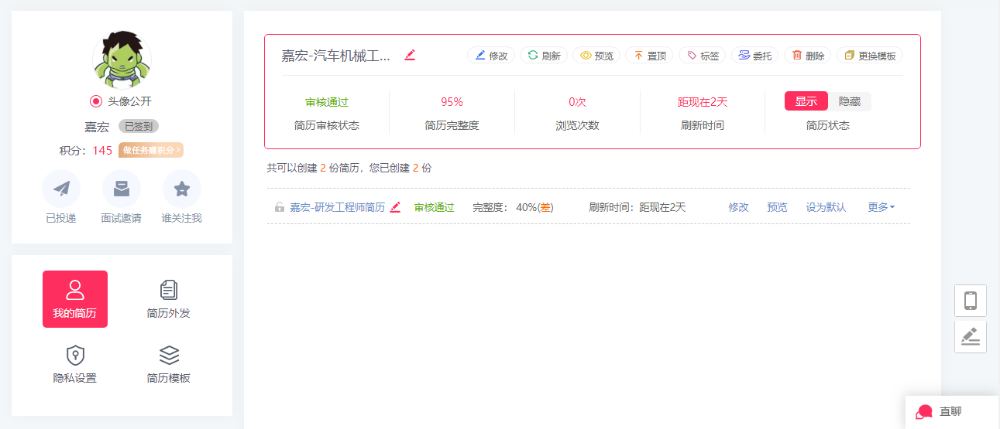 头像公开
嘉宏 已签到
积分：145 做任务赚积分
已投递 面试邀请 谁关注我
我的简历 简历外发
隐私设置 简历模板
嘉宏-汽车机械工... 修改 刷新 预览 置顶 标签 委托 删除 更换模板
审核通过 95% 0次 距现在2天 显示 隐藏
简历审核状态 简历完整度 浏览次数 刷新时间 简历状态
共可以创建 2 份简历，您已创建 2 份
嘉宏-研发工程师简历 审核通过 完整度： 40%(差) 刷新时间：距现在2天 修改 预览 设为默认 更多
直聊